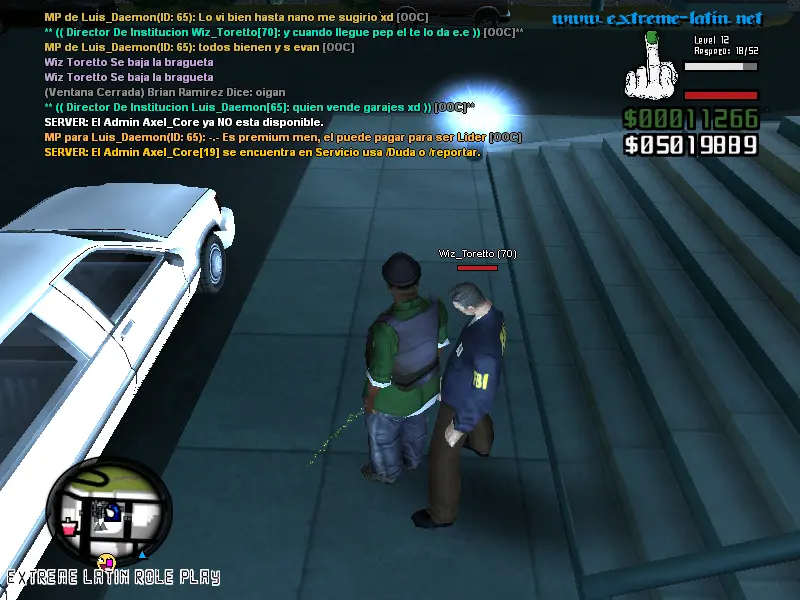 MP de Luis_Daemon(ID: 65): Lo vi bien hasta nano me sugirio xd [OOC]
www.extreme-latin.net
** (( Director De Institucion Wiz_Toretto[70]: y cuando llegue pep el te lo da e.e )) [OOC]**
MP de Luis_Daemon(ID: 65): todos bienen y s evan [OOC]
Level 12
Respeto: 18/52
Wiz Toretto Se baja la bragueta
Wiz Toretto Se baja la bragueta
(Ventana Cerrada) Brian Ramirez Dice: oigan
** (( Director De Institucion Luis_Daemon[65]: quien vende garajes xd )) [OOC]**
SERVER: El Admin Axel_Core ya NO esta disponible.
$00011266
MP para Luis_Daemon(ID: 65): -.- Es premium men, el puede pagar para ser Lider [OOC]
$05019889
SERVER: El Admin Axel_Core[19] se encuentra en Servicio usa /Duda o /reportar.
Wiz_Toretto (70)
FBI
EXTREME LATIN ROLE PLAY